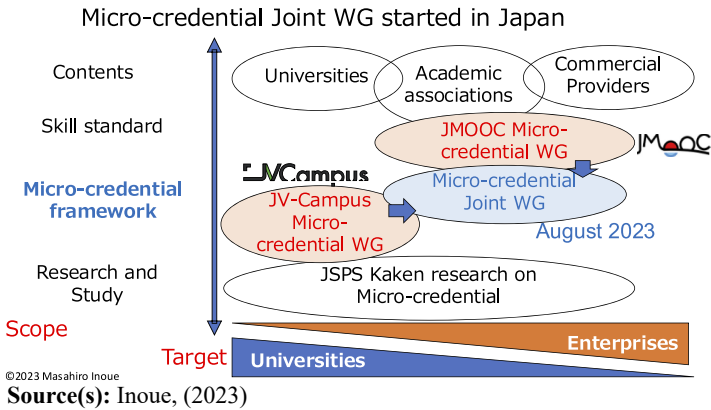 Micro-credential Joint WG started in Japan
Contents
Universities
Academic
associations
Commercial
Providers
Skill standard
JMOOC Micro-
credential WG
JMOOC
Micro-credential
framework
JVCampus
Micro-credential
Joint WG
JV-Campus
Micro-
credential WG
August 2023
Research and
Study
JSPS Kaken research on
Micro-credential
Scope
Enterprises
Target
Universities
©2023 Masahiro Inoue
Source(s): Inoue, (2023)